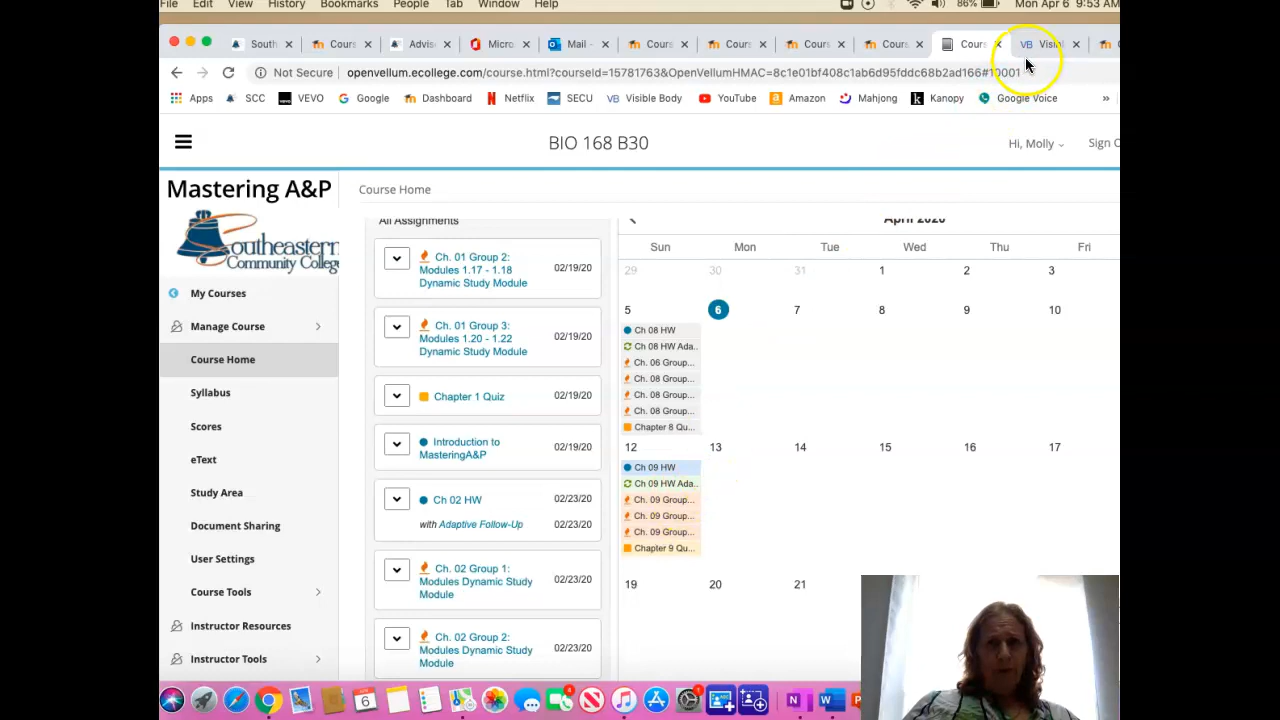 File Edit View History Bookmarks People Tab Window Help 86% Mon Apr 6 9:53 AM
South Cours Advis Micro Mail - Cours Cours Cours Cours Cours VB Visibl
Not Secure openvellum.ecollege.com/course.html?courseId=15781763&OpenVellumHMAC=8c1e01bf408c1ab6d95fddc68b2ad166#10001
Apps SCC VEVO Google Dashboard Netflix SECU VB Visible Body YouTube Amazon Mahjong Kanopy Google Voice »
BIO 168 B30
Hi, Molly
Sign O
Mastering A&P
Course Home
Southeastern
Community College
My Courses
Manage Course
Course Home
Syllabus
Scores
eText
Study Area
Document Sharing
User Settings
Course Tools
Instructor Resources
Instructor Tools
All Assignments
Ch. 01 Group 2:
Modules 1.17 - 1.18
Dynamic Study Module
02/19/20
Ch. 01 Group 3:
Modules 1.20 - 1.22
Dynamic Study Module
02/19/20
Chapter 1 Quiz 02/19/20
Introduction to
MasteringA&P
02/19/20
Ch 02 HW 02/23/20
with Adaptive Follow-Up 02/23/20
Ch. 02 Group 1:
Modules Dynamic Study
Module
02/23/20
Ch. 02 Group 2:
Modules Dynamic Study
Module
02/23/20
April 2020
Sun Mon Tue Wed Thu Fri
29 30 31 1 2 3
5 6 7 8 9 10
Ch 08 HW
Ch 08 HW Ada..
Ch. 06 Group...
Ch. 08 Group...
Ch. 08 Group...
Ch. 08 Group...
Chapter 8 Qu...
12 13 14 15 16 17
Ch 09 HW
Ch 09 HW Ada..
Ch. 09 Group...
Ch. 09 Group...
Ch. 09 Group...
Chapter 9 Qu...
19 20 21